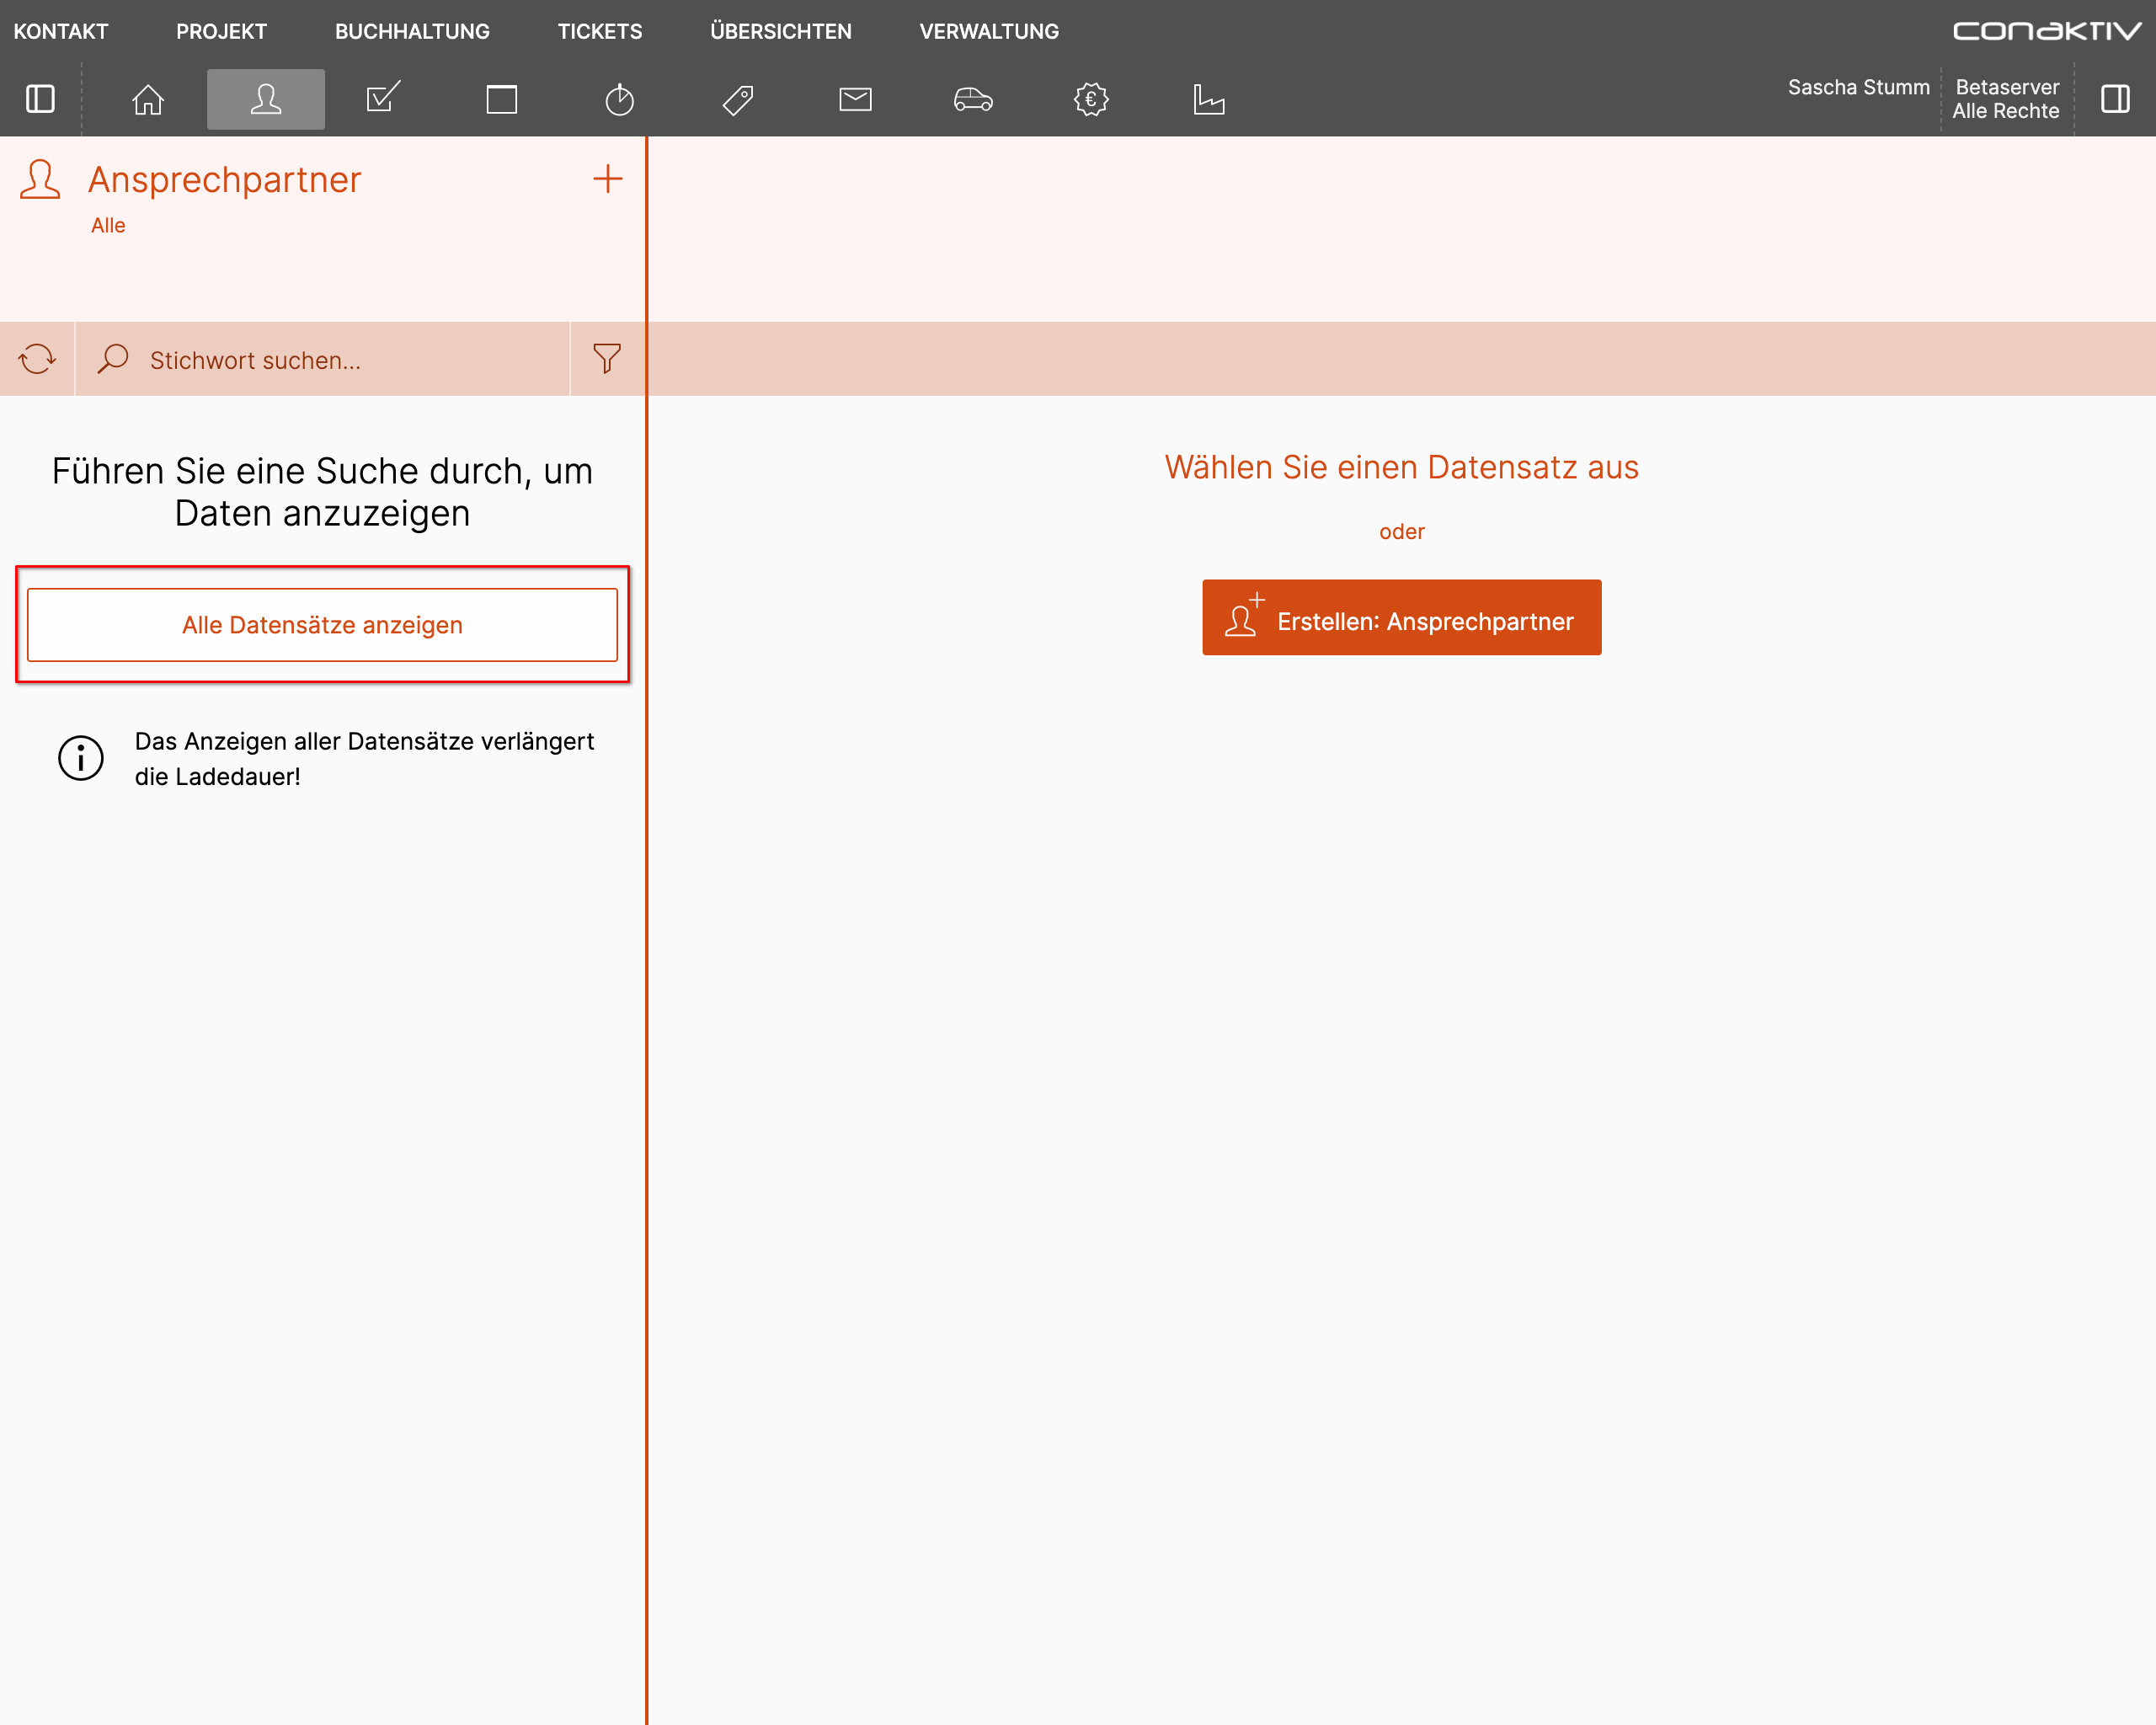 KONTAKT PROJEKT BUCHHALTUNG TICKETS ÜBERSICHTEN VERWALTUNG conaktiv
Sascha Stumm Betaserver
Alle Rechte
Ansprechpartner
Alle
Stichwort suchen...
Führen Sie eine Suche durch, um
Daten anzuzeigen
Alle Datensätze anzeigen
Das Anzeigen aller Datensätze verlängert
die Ladedauer!
Wählen Sie einen Datensatz aus
oder
Erstellen: Ansprechpartner